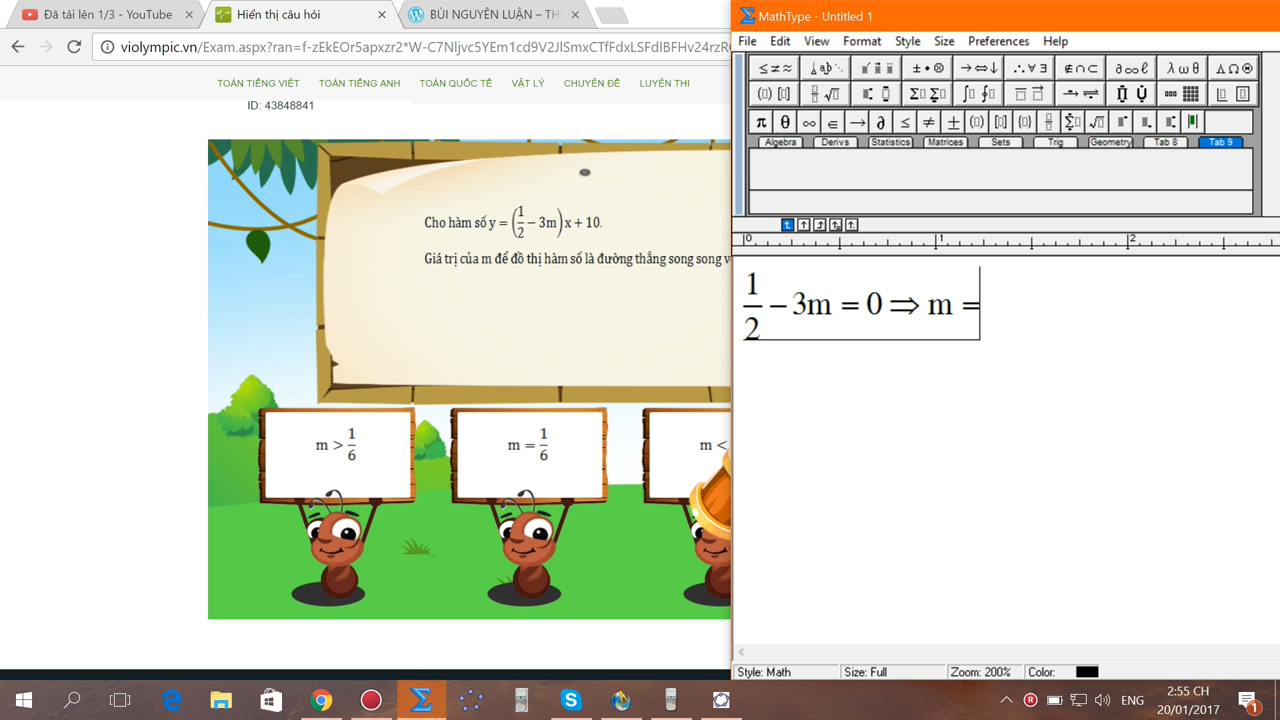 Đã tải lên 1/3 - YouTube
Hiển thị câu hỏi
BÙI NGUYÊN LUẬN – TH
MathType - Untitled 1
violympic.vn/Exam.aspx?ran=f-zEkEOr5apxzr2*W-C7Nljvc5YEm1cd9V2JlSmxCTfFdxLSFdlBFHv24rzR
File Edit View Format Style Size Preferences Help
TOÁN TIẾNG VIỆT TOÁN TIẾNG ANH TOÁN QUỐC TẾ VẬT LÝ CHUYÊN ĐỀ LUYỆN THI
ID: 43848841
Algebra Derivs Statistics Matrices Sets Trig Geometry Tab 8 Tab 9
0 1 2
Cho hàm số y = (1/2 − 3m)x + 10.
Giá trị của m để đồ thị hàm số là đường thẳng song song v
1/2 − 3m = 0 ⇒ m =
m > 1/6
m = 1/6
m <
Style: Math Size: Full Zoom: 200% Color:
ENG
2:55 CH
20/01/2017
1